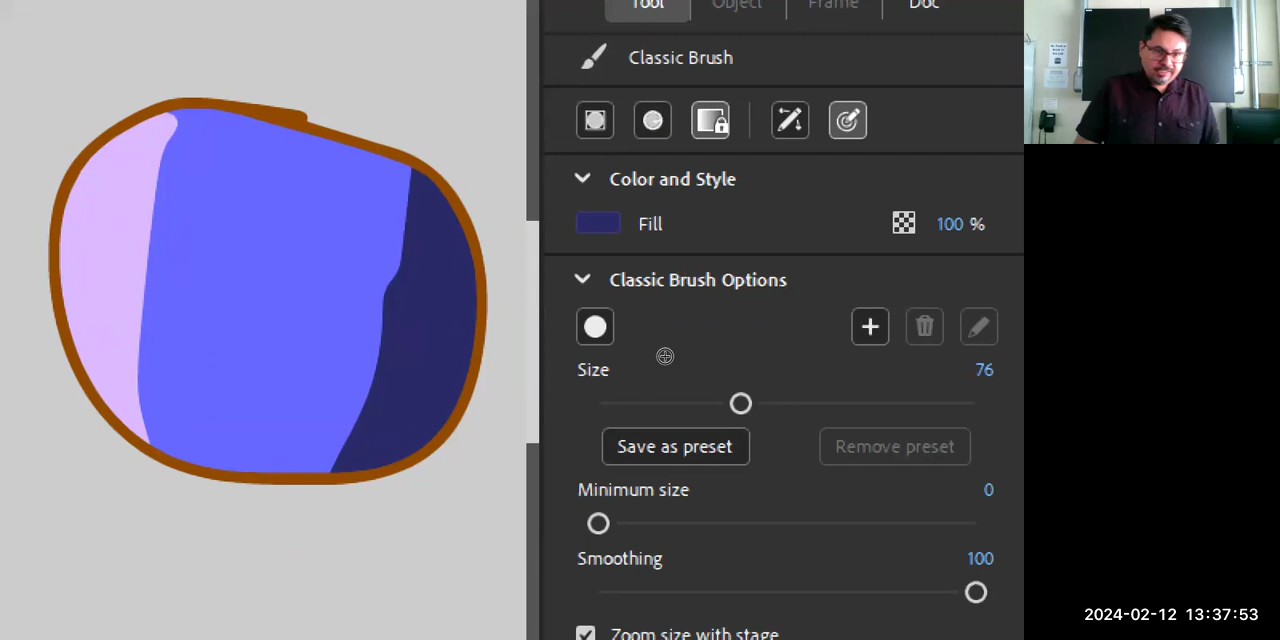 Tool Object Frame Doc
Classic Brush
Color and Style
Fill 100 %
Classic Brush Options
Size 76
Save as preset Remove preset
Minimum size 0
Smoothing 100
Zoom size with stage
2024-02-12 13:37:53